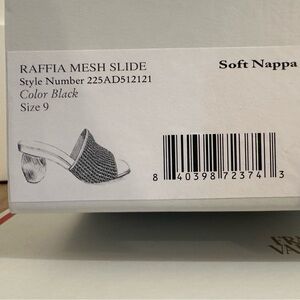 RAFFIA MESH SLIDE
Soft Nappa
Style Number 225AD512121
Color Black
Size 9
8 40398 72374 3